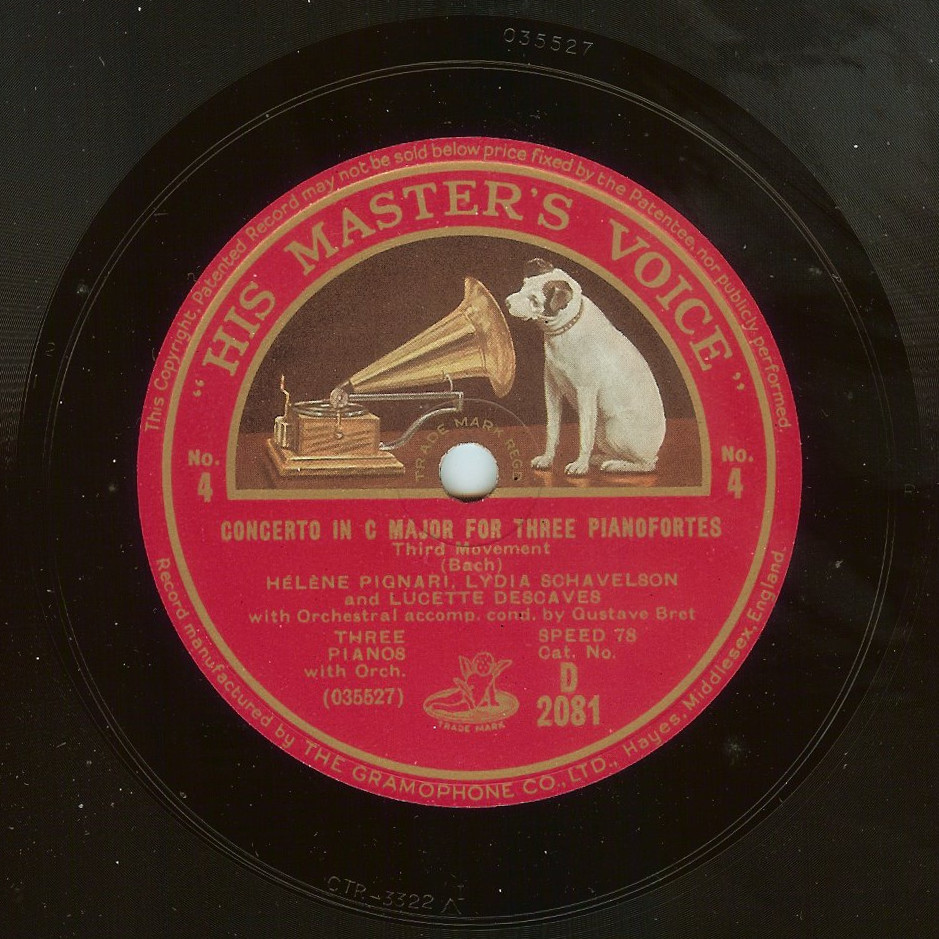 035527
This Copyright, Patented Record may not be sold below price fixed by the Patentee, nor publicly performed.
"HIS MASTER'S VOICE"
TRADE MARK REGD
No. 4
No. 4
CONCERTO IN C MAJOR FOR THREE PIANOFORTES
Third Movement
(Bach)
HÉLÈNE PIGNARI, LYDIA SCHAVELSON
and LUCETTE DESCAVES
with Orchestral accomp. cond. by Gustave Bret
THREE
PIANOS
with Orch.
(035527)
SPEED 78
Cat. No.
D
2081
TRADE MARK
Record manufactured by THE GRAMOPHONE CO., LTD., Hayes, Middlesex, England.
CTR-3322